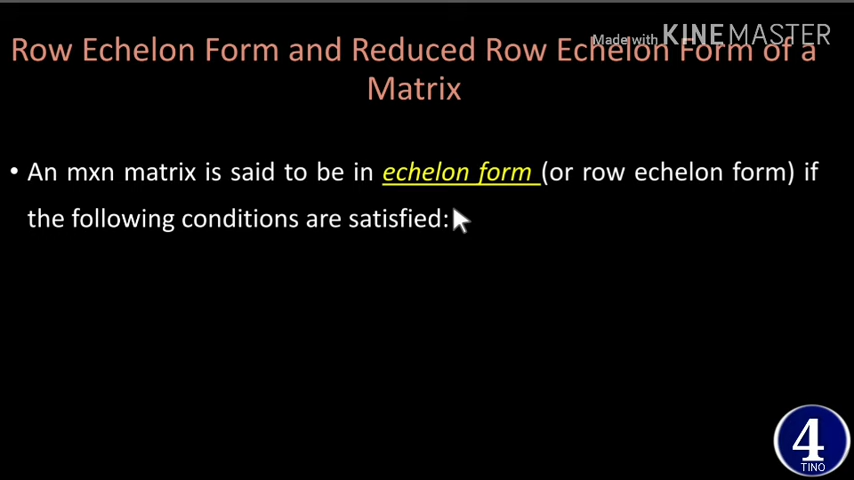 Made with KINEMASTER
Row Echelon Form and Reduced Row Echelon Form of a
Matrix
• An mxn matrix is said to be in echelon form (or row echelon form) if
the following conditions are satisfied:
4
TINO